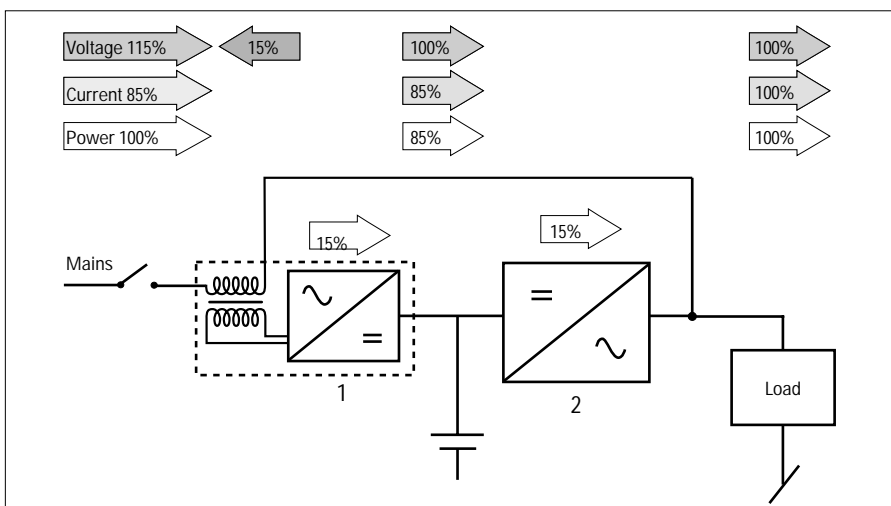 Voltage 115% 15% 100% 100%
Current 85% 85% 100%
Power 100% 85% 100%
15% 15%
Mains
1 2
Load